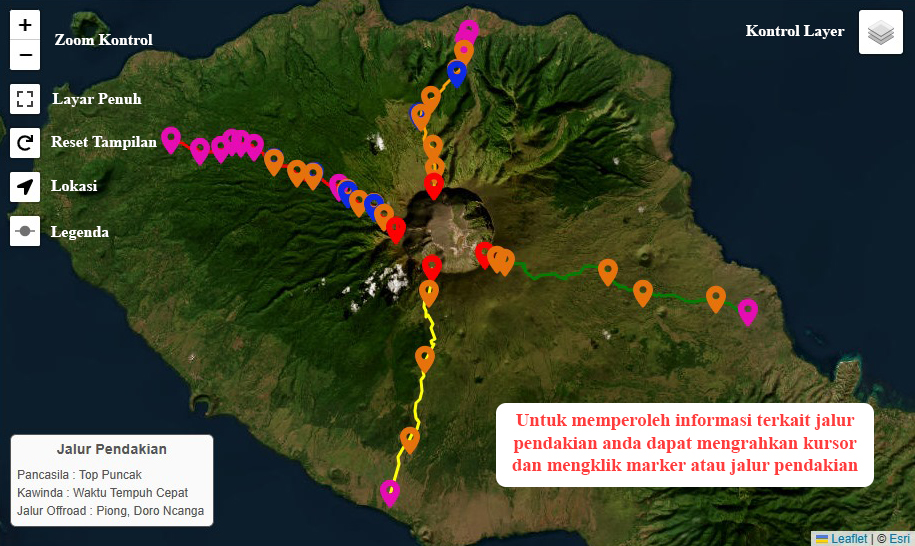 +
Zoom Kontrol
−
Kontrol Layer
Layar Penuh
Reset Tampilan
Lokasi
Legenda
Untuk memperoleh informasi terkait jalur
pendakian anda dapat mengrahkan kursor
dan mengklik marker atau jalur pendakian
Jalur Pendakian
Pancasila : Top Puncak
Kawinda : Waktu Tempuh Cepat
Jalur Offroad : Piong, Doro Ncanga
Leaflet | © Esri